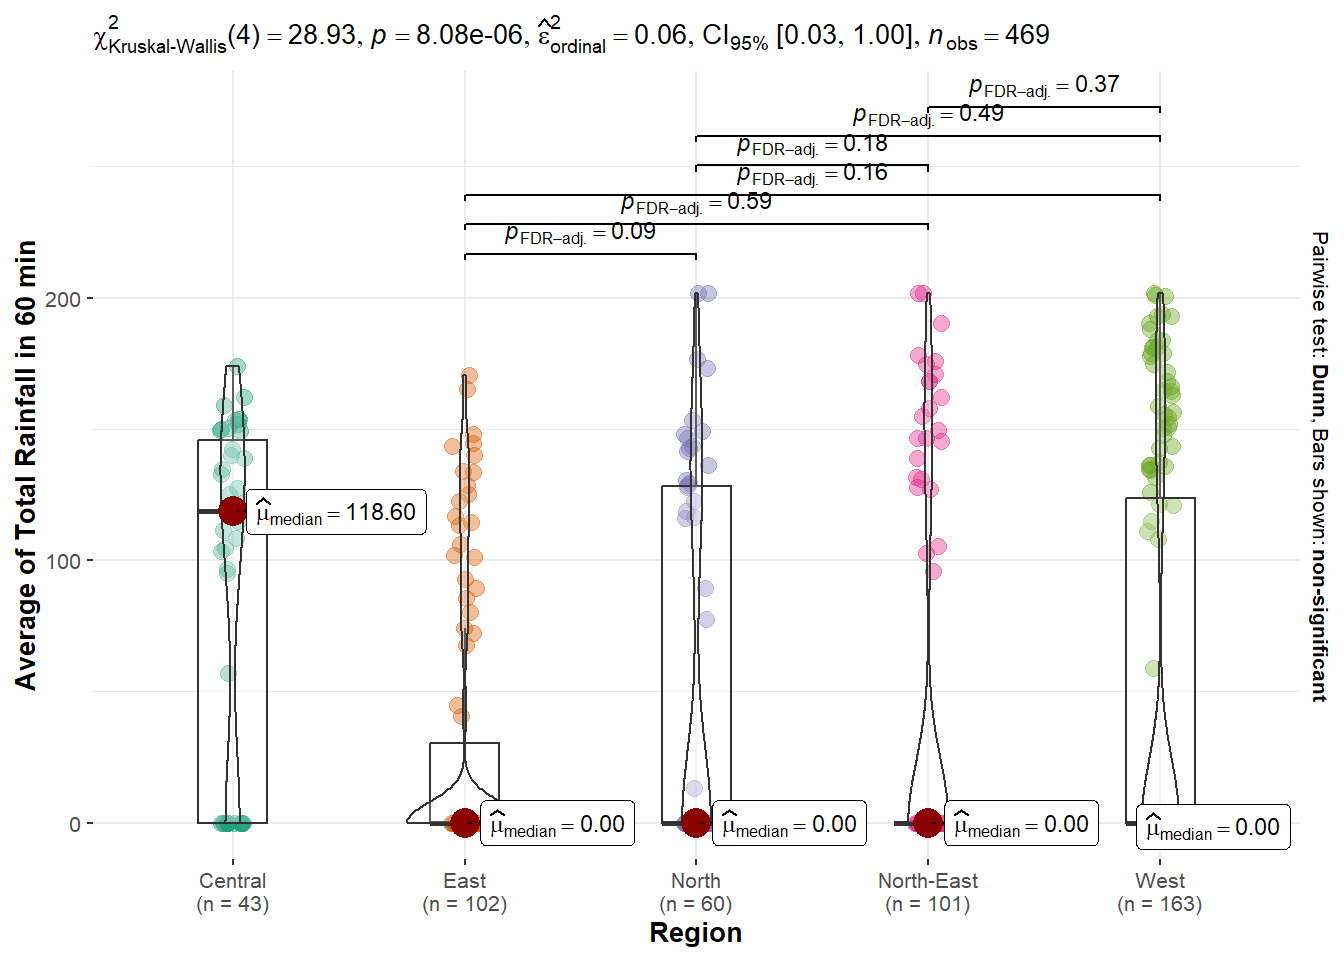 χ²Kruskal-Wallis(4) = 28.93, p = 8.08e-06, ε̂²ordinal = 0.06, CI95% [0.03, 1.00], nobs = 469
pFDR−adj. = 0.37
pFDR−adj. = 0.49
pFDR−adj. = 0.18
pFDR−adj. = 0.16
pFDR−adj. = 0.59
pFDR−adj. = 0.09
Average of Total Rainfall in 60 min
200
100
0
μ̂median = 118.60
μ̂median = 0.00
μ̂median = 0.00
μ̂median = 0.00
μ̂median = 0.00
Pairwise test: Dunn, Bars shown: non-significant
Central
(n = 43)
East
(n = 102)
North
(n = 60)
North-East
(n = 101)
West
(n = 163)
Region